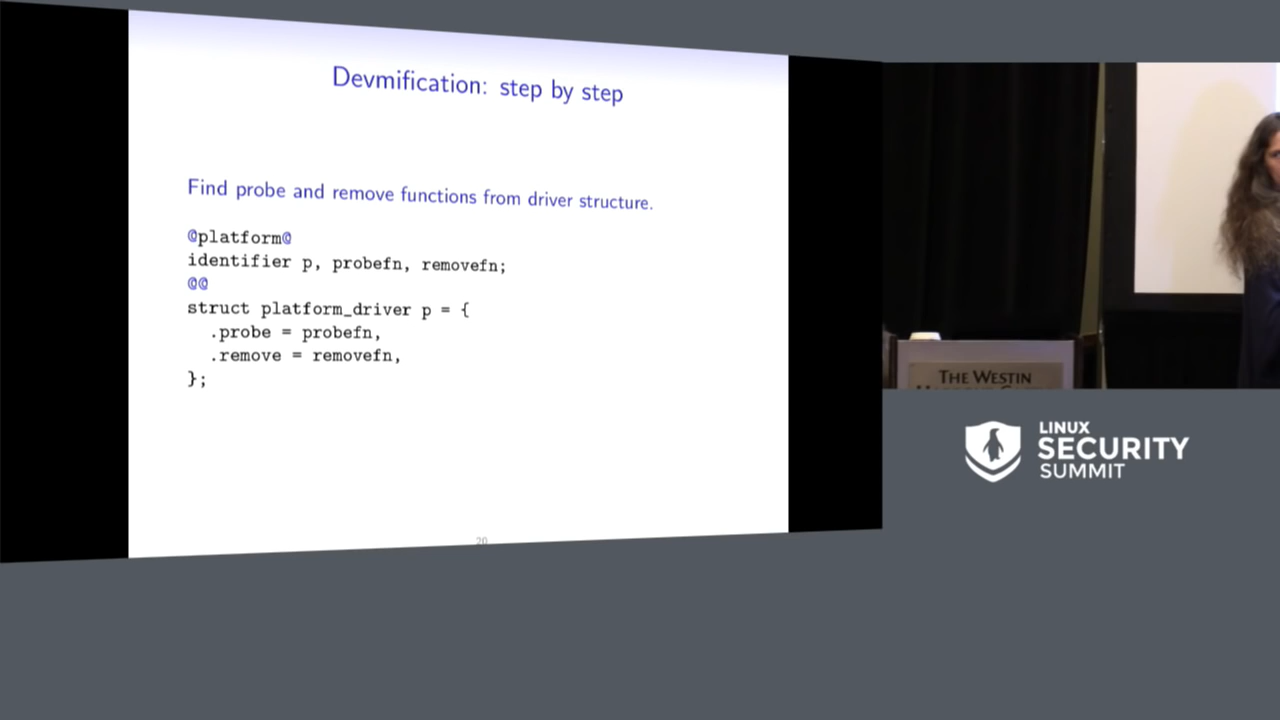 Devmification: step by step
Find probe and remove functions from driver structure.
@platform@
identifier p, probefn, removefn;
@@
struct platform_driver p = {
.probe = probefn,
.remove = removefn,
};
20
THE WESTIN
LINUX
SECURITY
SUMMIT